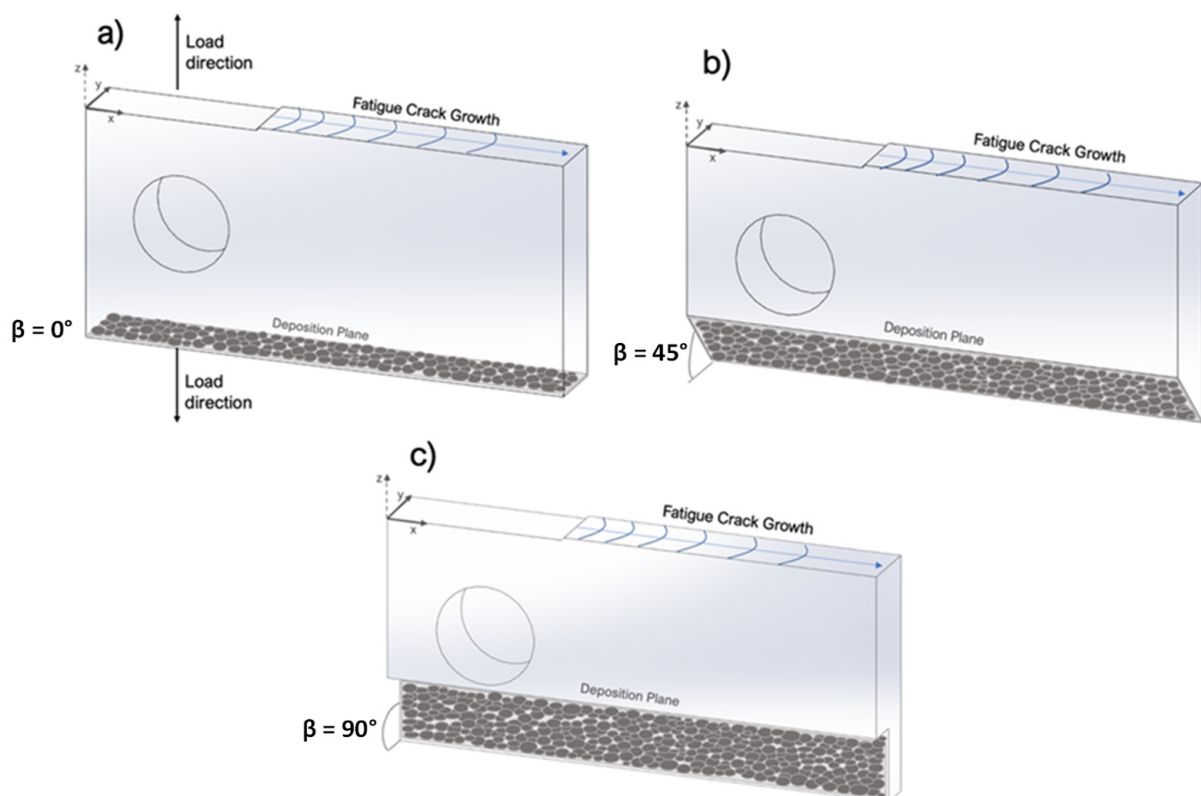 a)
Load
direction
z
y
x
Fatigue Crack Growth
Deposition Plane
β = 0°
Load
direction
b)
z
y
x
Fatigue Crack Growth
Deposition Plane
β = 45°
c)
z
y
x
Fatigue Crack Growth
Deposition Plane
β = 90°